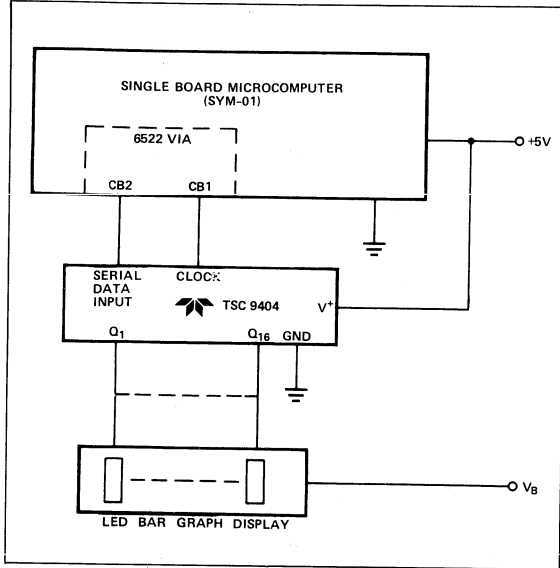 SINGLE BOARD MICROCOMPUTER
(SYM-01)
6522 VIA
+5V
CB2 CB1
SERIAL CLOCK
DATA
INPUT
TSC 9404 V+
Q1 Q16 GND
VB
LED BAR GRAPH DISPLAY